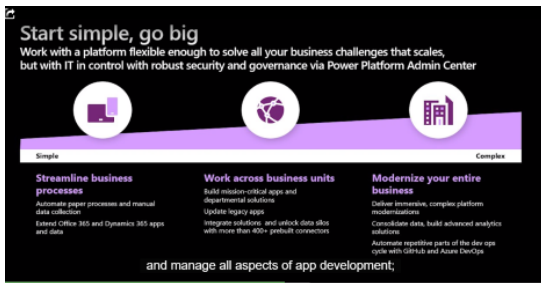 Start simple, go big
Work with a platform flexible enough to solve all your business challenges that scales,
but with IT in control with robust security and governance via Power Platform Admin Center
Simple
Complex
Streamline business
processes
Automate paper processes and manual
data collection
Extend Office 365 and Dynamics 365 apps
and data
Work across business units
Build mission-critical apps and
departmental solutions
Update legacy apps
Integrate solutions and unlock data silos
with more than 400+ prebuilt connectors
Modernize your entire
business
Deliver immersive, complex platform
modernizations
Consolidate data, build advanced analytics
solutions
Automate repetitive parts of the dev ops
cycle with GitHub and Azure DevOps
and manage all aspects of app development;